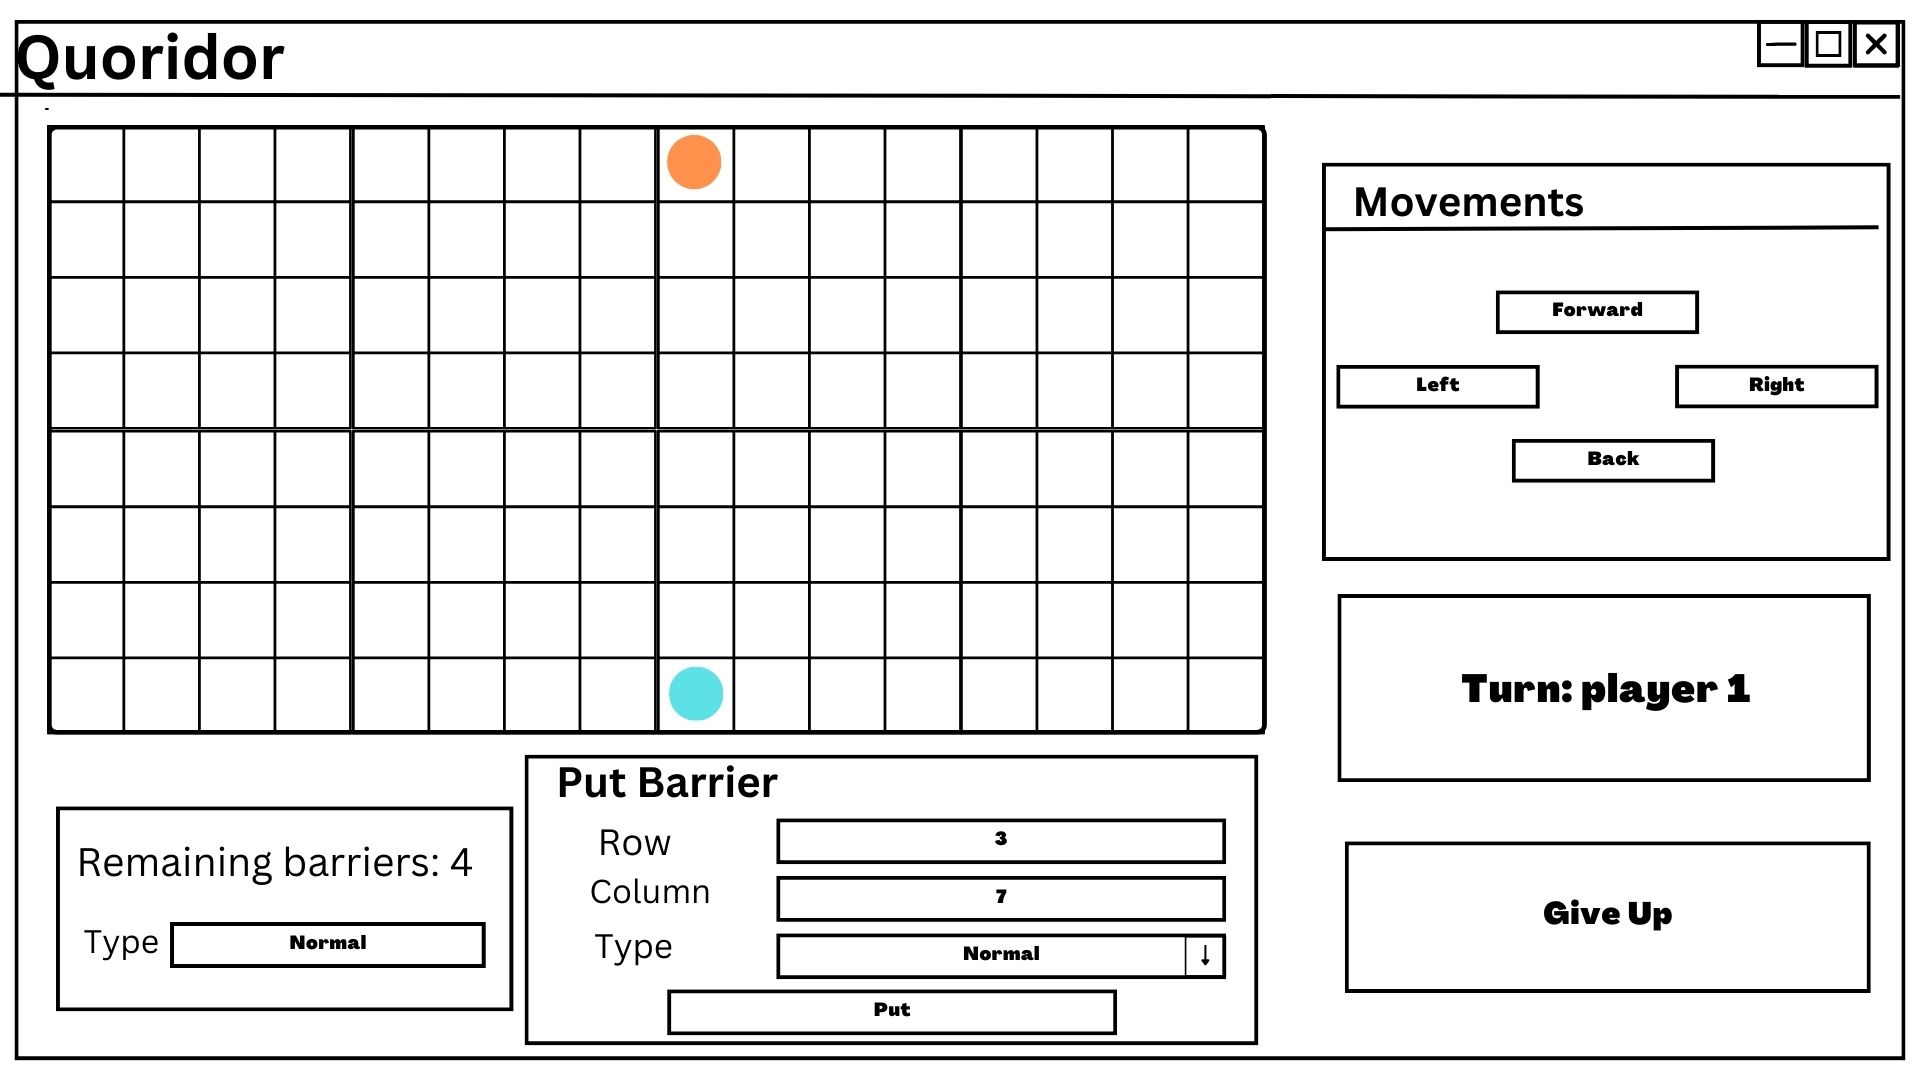 Quoridor
Movements
Forward
Left
Right
Back
Turn: player 1
Put Barrier
Row 3
Column 7
Type Normal ↓
Put
Remaining barriers: 4
Type Normal
Give Up